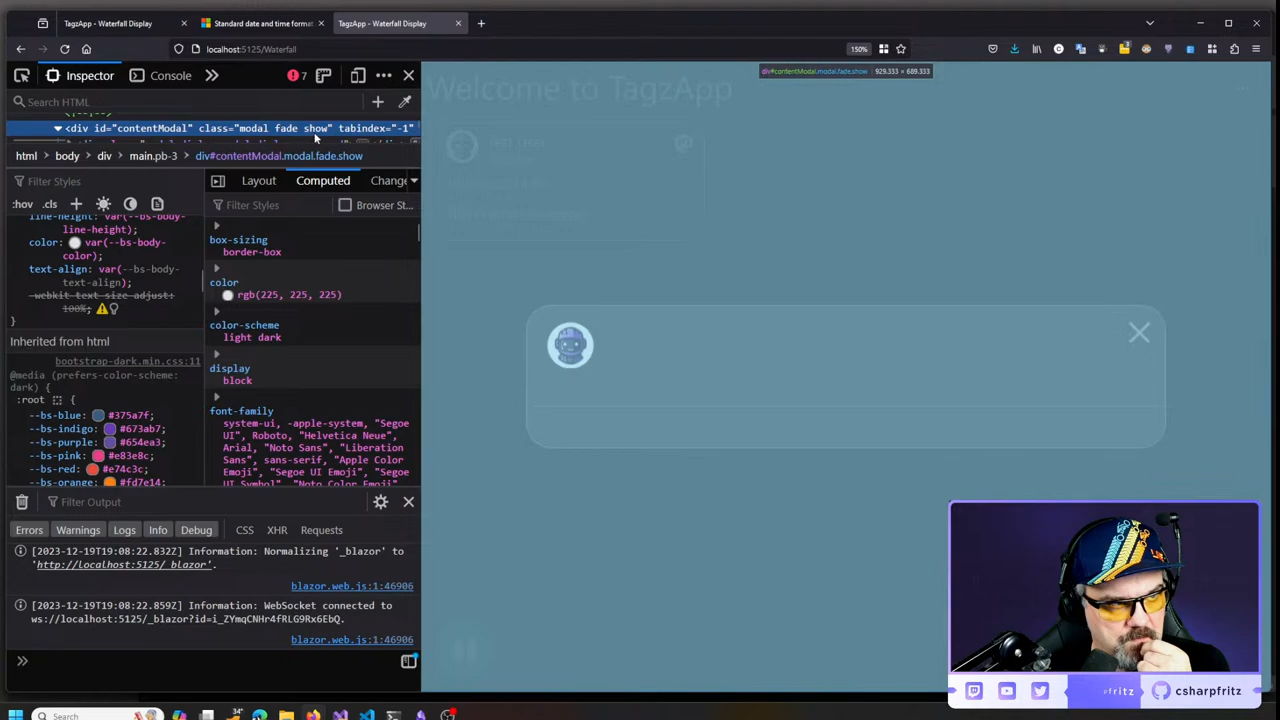 TagzApp - Waterfall Display
Standard date and time format
TagzApp - Waterfall Display
localhost:5125/Waterfall
150%
Inspector
Console
7
div#contentModal.modal.fade.show
929.333 × 689.333
Welcome to TagzApp
Search HTML
<div id="contentModal" class="modal fade show" tabindex="-1"
html
body
div
main.pb-3
div#contentModal.modal.fade.show
Filter Styles
Layout
Computed
Change
:hov .cls
Filter Styles
Browser St...
line-height: var(--bs-body-
line-height);
color: var(--bs-body-
color);
text-align: var(--bs-body-
text-align);
-webkit-text-size-adjust:
100%;
}
Inherited from html
bootstrap-dark.min.css:11
@media (prefers-color-scheme:
dark) {
:root {
--bs-blue: #375a7f;
--bs-indigo: #673ab7;
--bs-purple: #654ea3;
--bs-pink: #e83e8c;
--bs-red: #e74c3c;
--bs-orange: #fd7e14;
box-sizing
border-box
color
rgb(225, 225, 225)
color-scheme
light dark
display
block
font-family
system-ui, -apple-system, "Segoe
UI", Roboto, "Helvetica Neue",
Arial, "Noto Sans", "Liberation
Sans", sans-serif, "Apple Color
Emoji", "Segoe UI Emoji", "Segoe
UI Symbol", "Noto Color Emoji"
Filter Output
Errors
Warnings
Logs
Info
Debug
CSS
XHR
Requests
[2023-12-19T19:08:22.832Z] Information: Normalizing '_blazor' to
'http://localhost:5125/_blazor'.
blazor.web.js:1:46906
[2023-12-19T19:08:22.859Z] Information: WebSocket connected to
ws://localhost:5125/_blazor?id=i_ZYmqCNHr4fRLG9Rx6EbQ.
blazor.web.js:1:46906
pfritz
csharpfritz
Search
34°